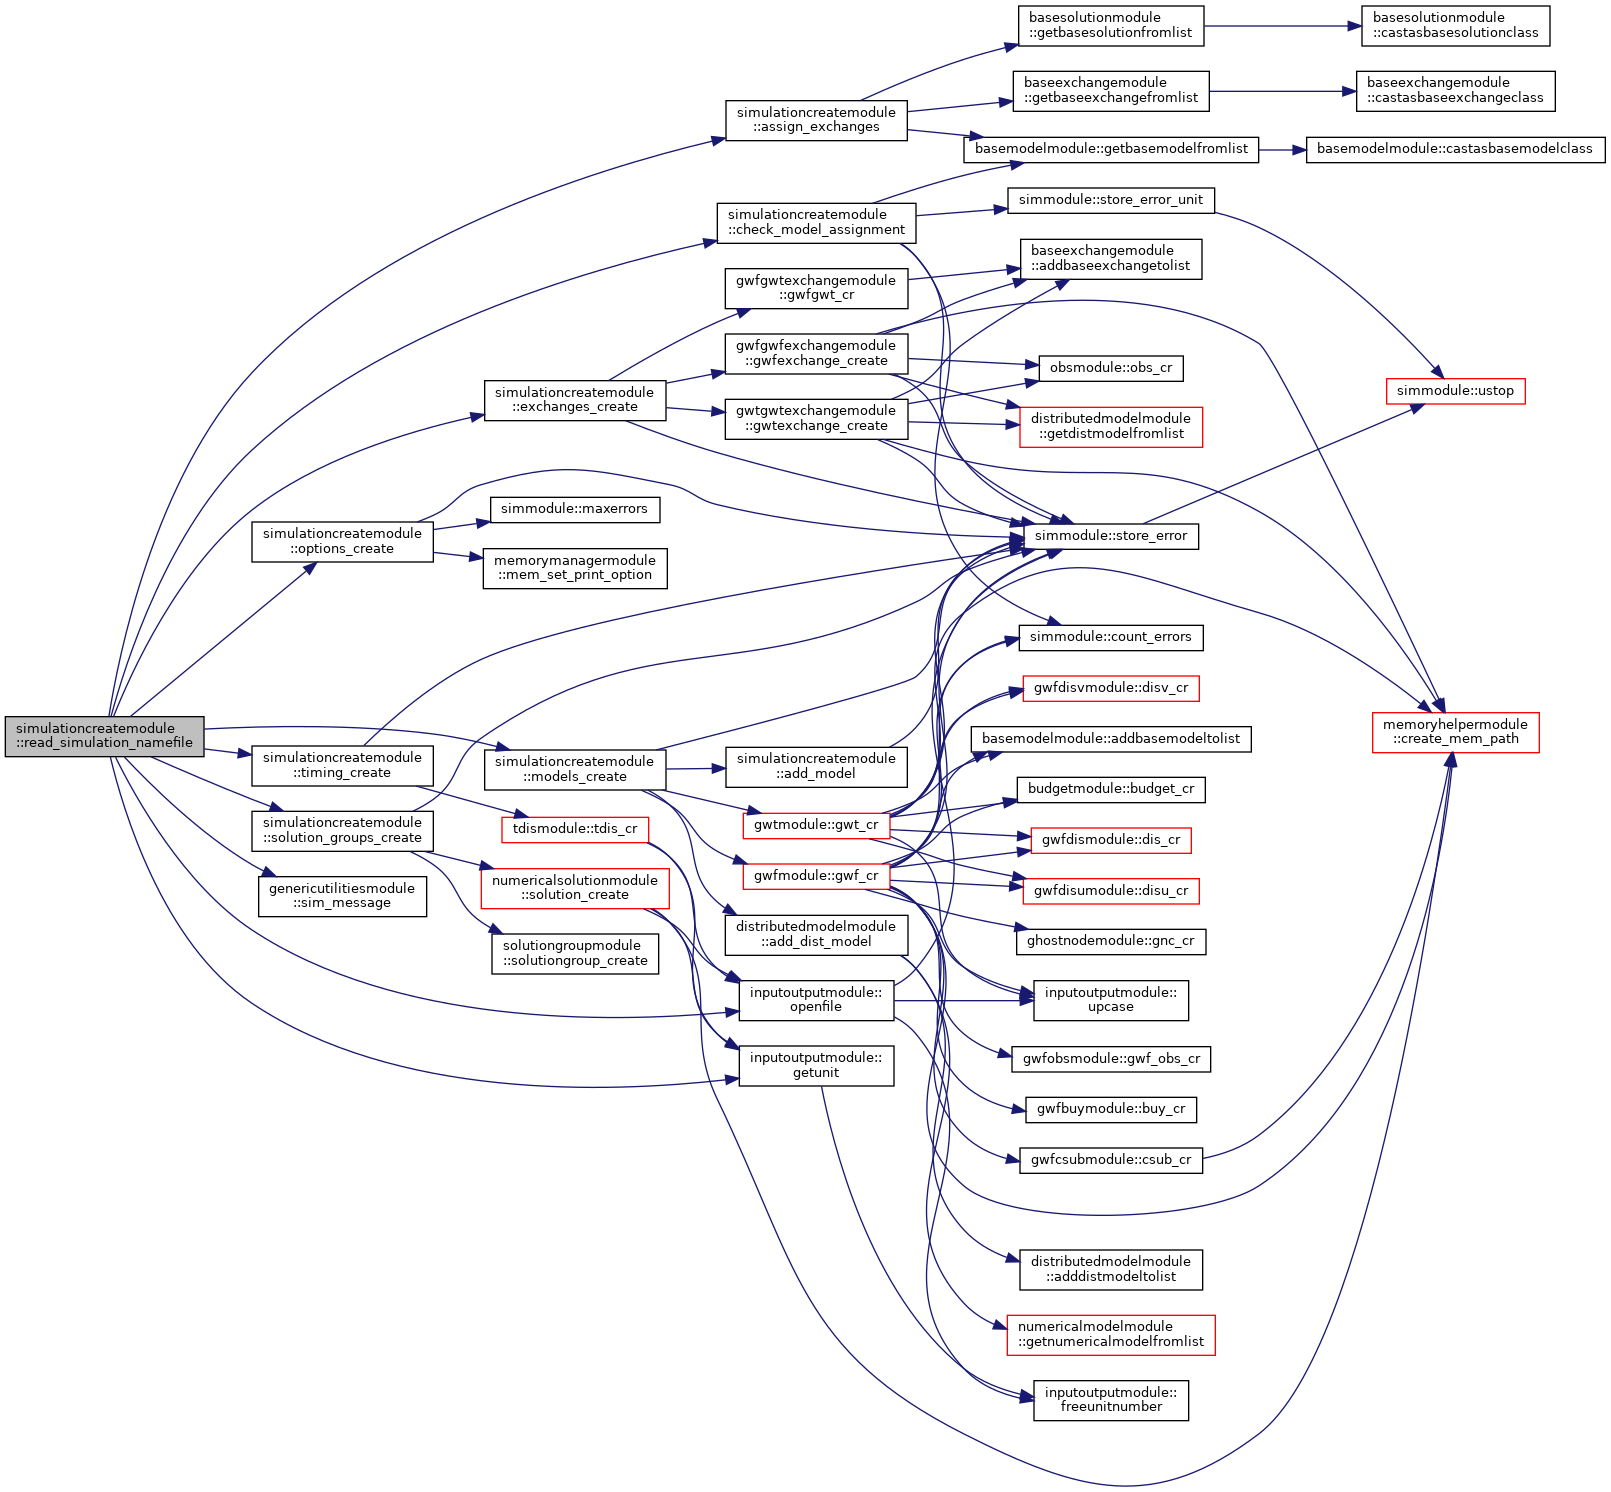 simulationcreatemodule
::read_simulation_namefile
simulationcreatemodule
::options_create
simulationcreatemodule
::timing_create
simulationcreatemodule
::solution_groups_create
genericutilitiesmodule
::sim_message
simulationcreatemodule
::exchanges_create
simmodule::maxerrors
memorymanagermodule
::mem_set_print_option
simulationcreatemodule
::models_create
tdismodule::tdis_cr
numericalsolutionmodule
::solution_create
solutiongroupmodule
::solutiongroup_create
simulationcreatemodule
::assign_exchanges
simulationcreatemodule
::check_model_assignment
gwfgwtexchangemodule
::gwfgwt_cr
gwfgwfexchangemodule
::gwfexchange_create
gwtgwtexchangemodule
::gwtexchange_create
simulationcreatemodule
::add_model
gwtmodule::gwt_cr
gwfmodule::gwf_cr
distributedmodelmodule
::add_dist_model
inputoutputmodule::
openfile
inputoutputmodule::
getunit
basesolutionmodule
::getbasesolutionfromlist
baseexchangemodule
::getbaseexchangefromlist
basemodelmodule::getbasemodelfromlist
simmodule::store_error_unit
baseexchangemodule
::addbaseexchangetolist
obsmodule::obs_cr
distributedmodelmodule
::getdistmodelfromlist
simmodule::store_error
simmodule::count_errors
gwfdisvmodule::disv_cr
basemodelmodule::addbasemodeltolist
budgetmodule::budget_cr
gwfdismodule::dis_cr
gwfdisumodule::disu_cr
ghostnodemodule::gnc_cr
inputoutputmodule::
upcase
gwfobsmodule::gwf_obs_cr
gwfbuymodule::buy_cr
gwfcsubmodule::csub_cr
distributedmodelmodule
::adddistmodeltolist
numericalmodelmodule
::getnumericalmodelfromlist
inputoutputmodule::
freeunitnumber
basesolutionmodule
::castasbasesolutionclass
baseexchangemodule
::castasbaseexchangeclass
basemodelmodule::castasbasemodelclass
simmodule::ustop
memoryhelpermodule
::create_mem_path